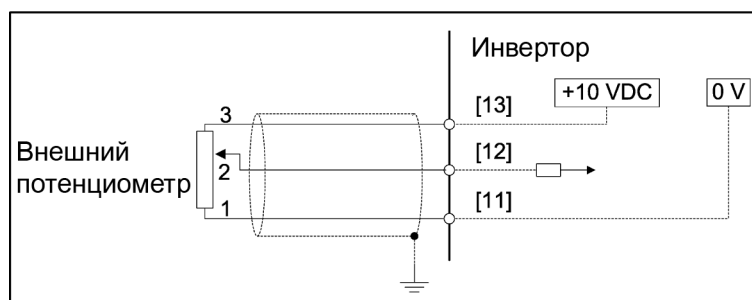 Инвертор
+10 VDC
0 V
[13]
3
Внешний
потенциометр
2
[12]
1
[11]